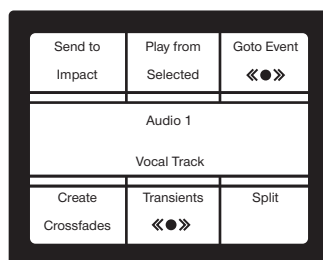 Send to Impact
Play from Selected
Goto Event
«●»
Audio 1
Vocal Track
Create Crossfades
Transients
«●»
Split